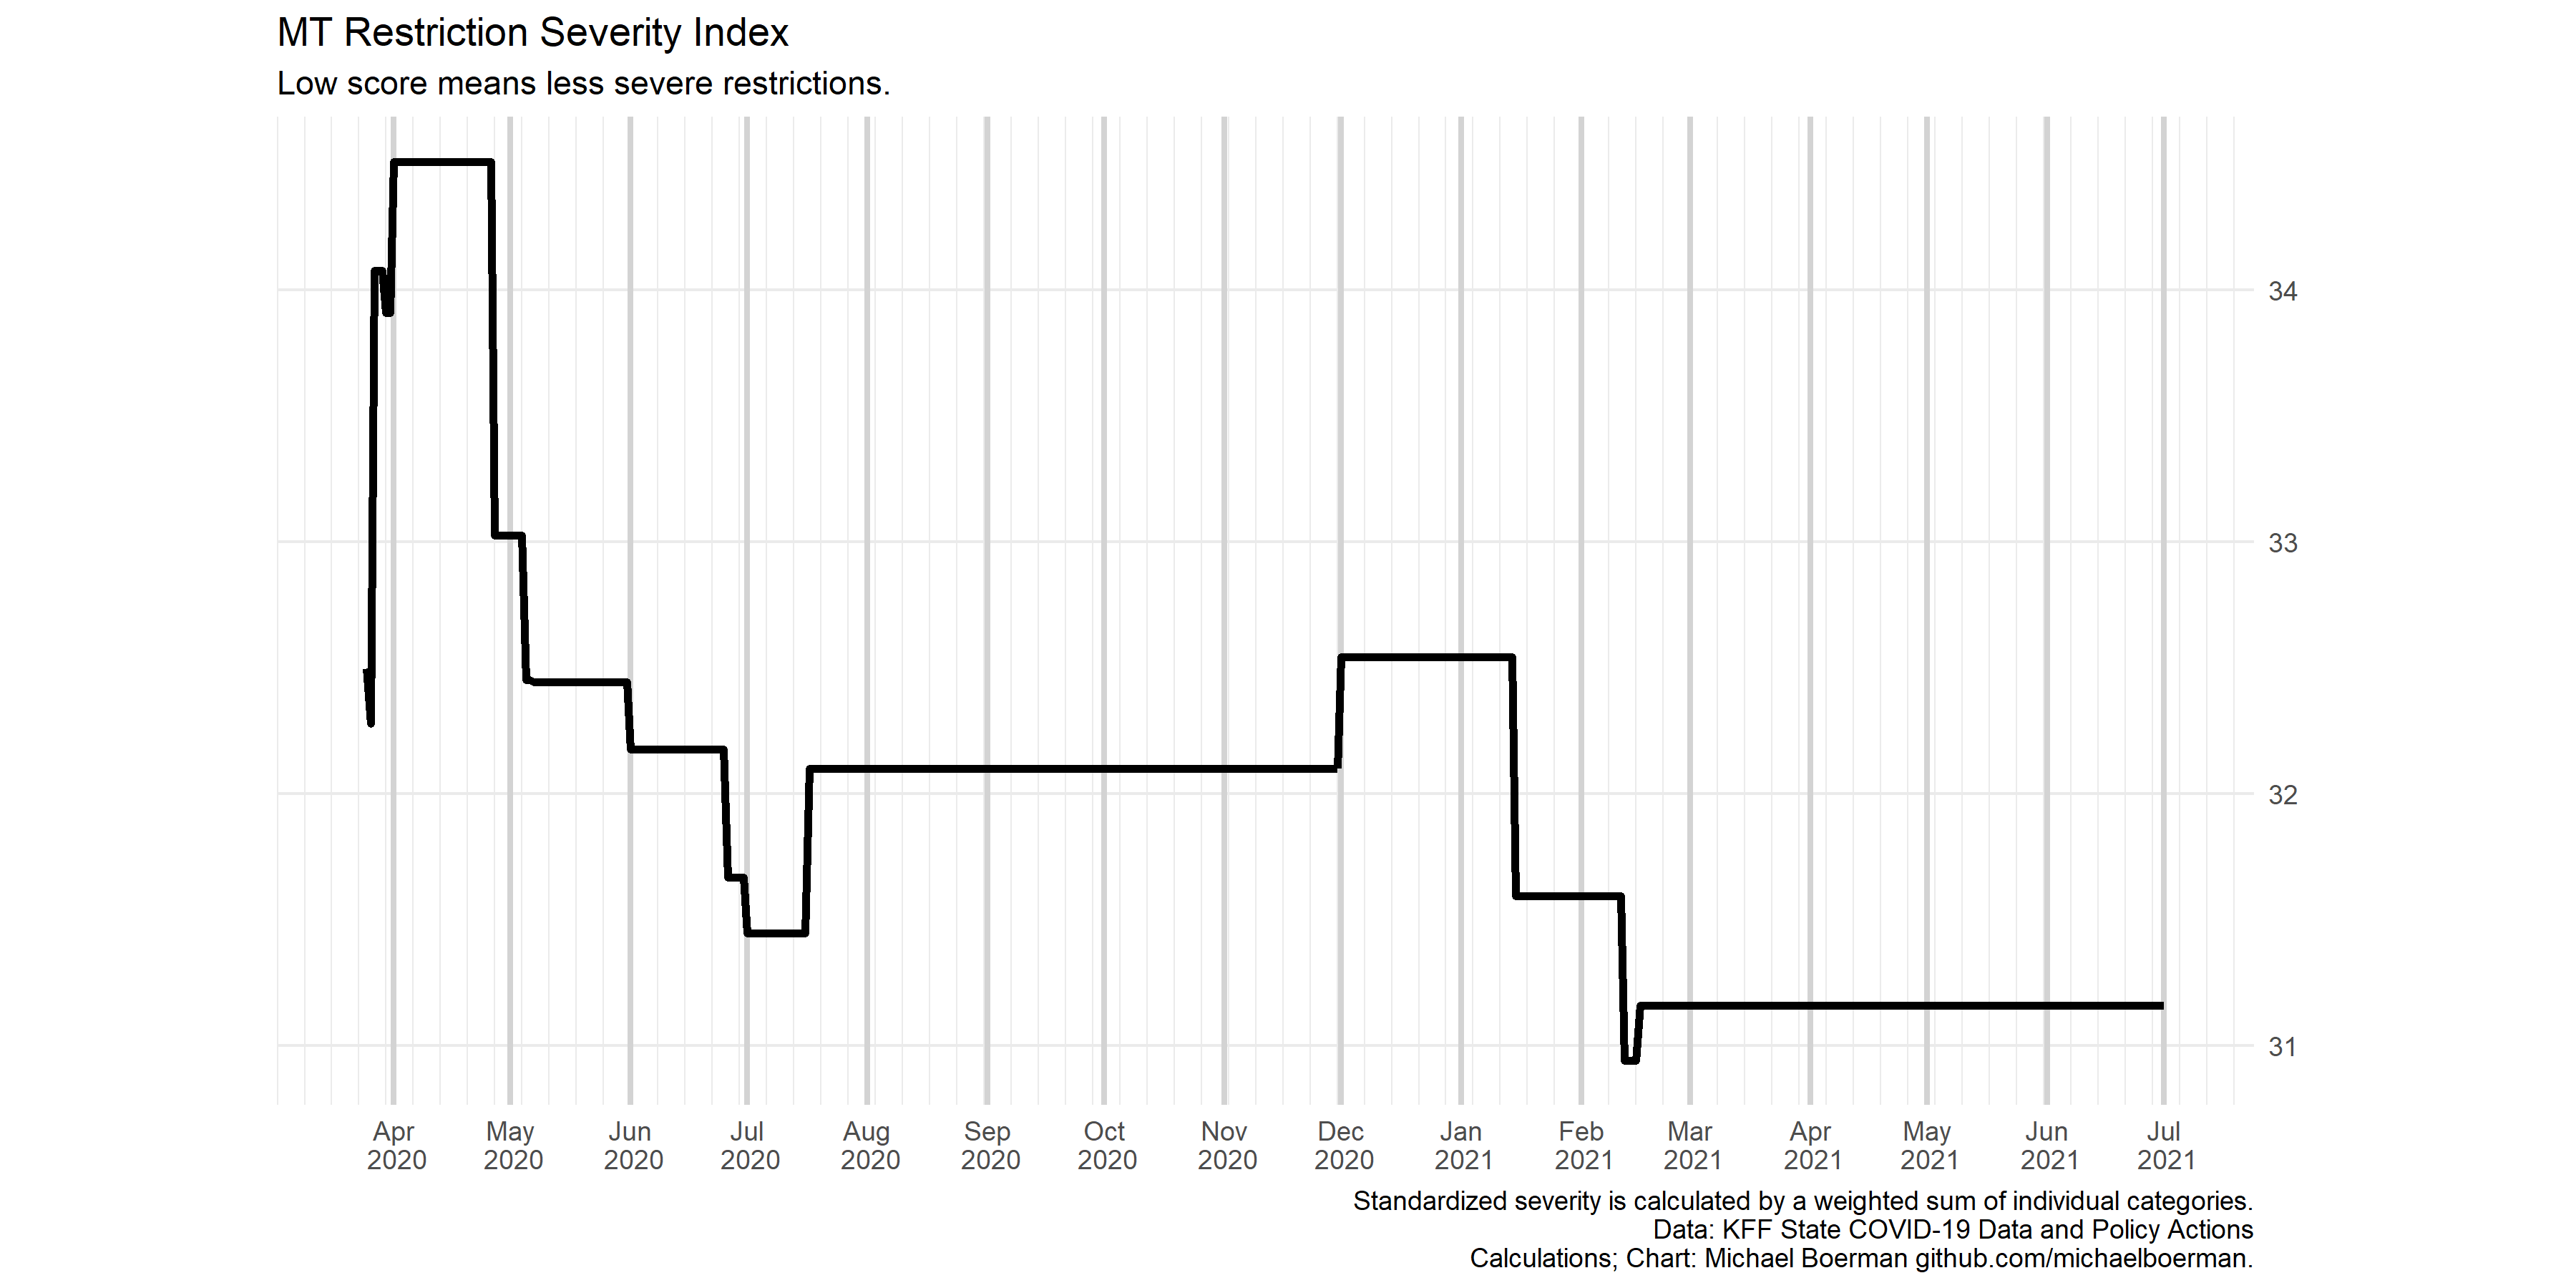 MT Restriction Severity Index
Low score means less severe restrictions.
34
33
32
31
Apr May Jun Jul Aug Sep Oct Nov Dec Jan Feb Mar Apr May Jun Jul
2020 2020 2020 2020 2020 2020 2020 2020 2020 2021 2021 2021 2021 2021 2021 2021
Standardized severity is calculated by a weighted sum of individual categories.
Data: KFF State COVID-19 Data and Policy Actions
Calculations; Chart: Michael Boerman github.com/michaelboerman.